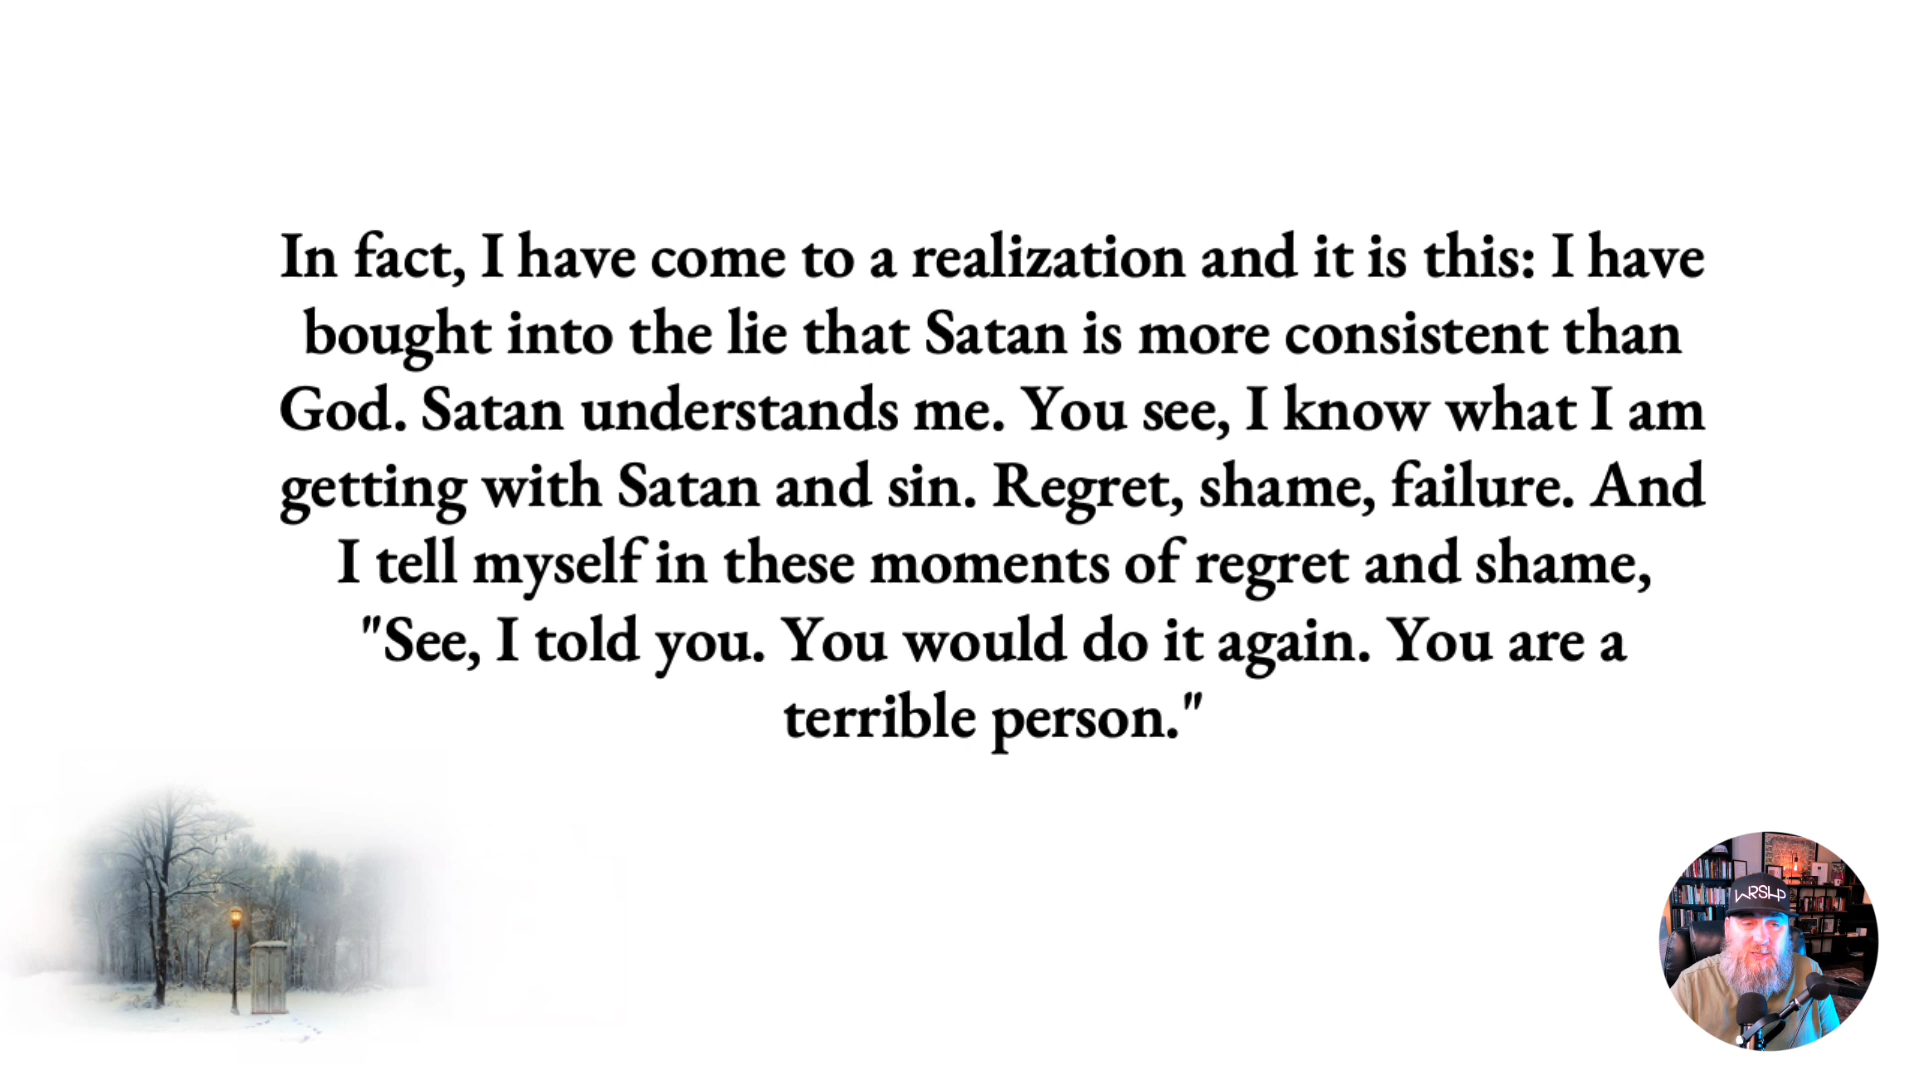 In fact, I have come to a realization and it is this: I have
bought into the lie that Satan is more consistent than
God. Satan understands me. You see, I know what I am
getting with Satan and sin. Regret, shame, failure. And
I tell myself in these moments of regret and shame,
"See, I told you. You would do it again. You are a
terrible person."
WRSHP